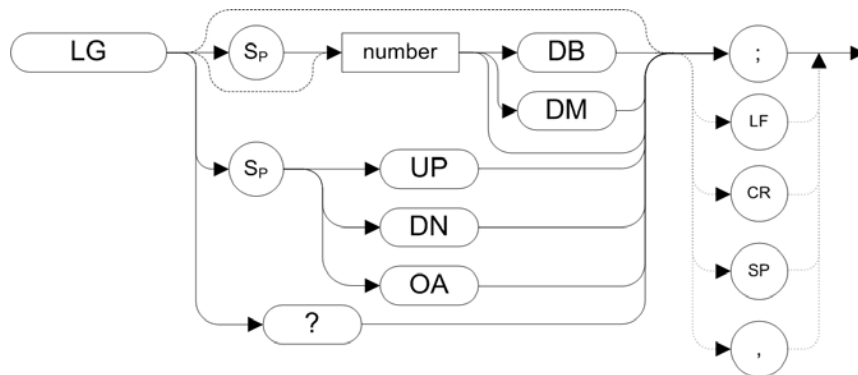 LG
SP
number
DB
;
DM
LF
SP
UP
CR
DN
SP
OA
?
,